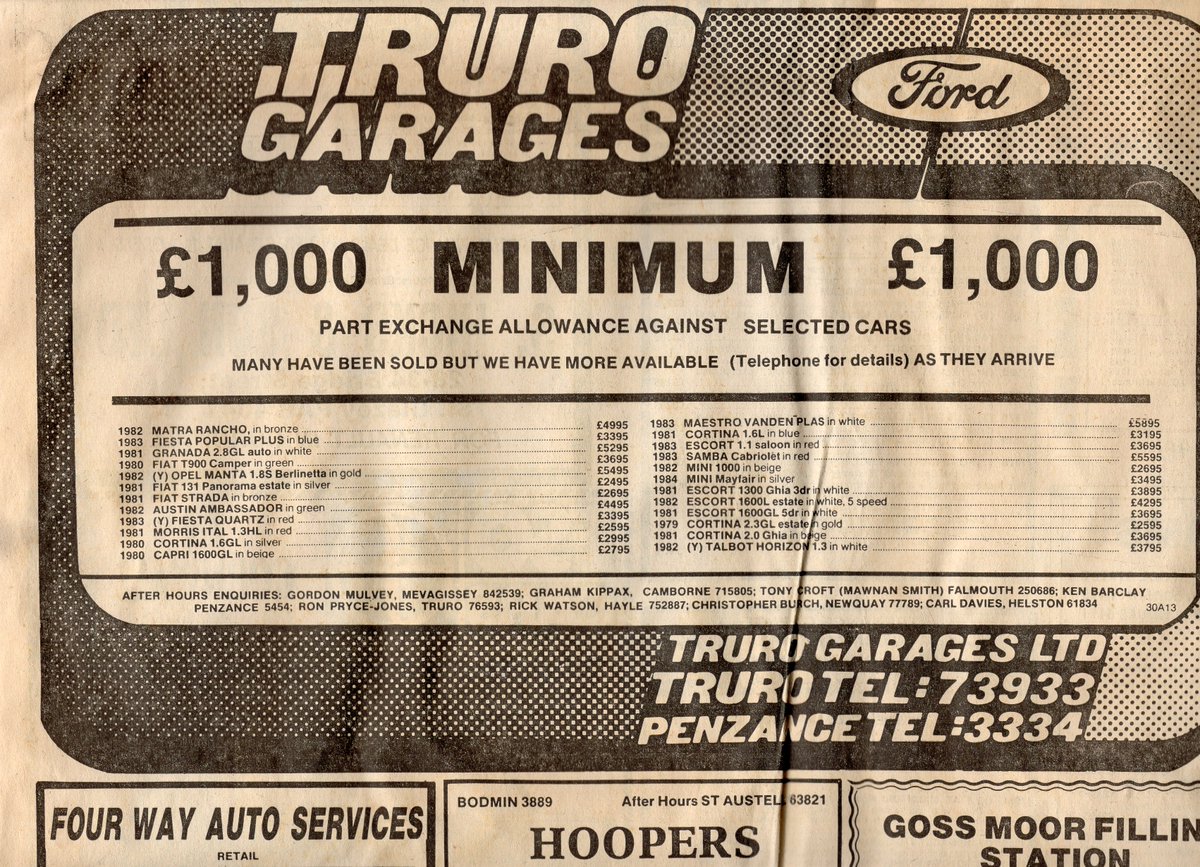 TRURO
GARAGES
Ford
£1,000 MINIMUM £1,000
PART EXCHANGE ALLOWANCE AGAINST SELECTED CARS
MANY HAVE BEEN SOLD BUT WE HAVE MORE AVAILABLE (Telephone for details) AS THEY ARRIVE
1982 MATRA RANCHO, in bronze £4995
1983 FIESTA POPULAR PLUS in blue £3395
1981 GRANADA 2.8GL auto in white £5295
1980 FIAT T900 Camper in green £3695
1982 (Y) OPEL MANTA 1.8S Berlinetta in gold £5495
1981 FIAT 131 Panorama estate in silver £2495
1981 FIAT STRADA in bronze £2695
1982 AUSTIN AMBASSADOR in green £4495
1983 (Y) FIESTA QUARTZ in red £3395
1981 MORRIS ITAL 1.3HL in red £2595
1980 CORTINA 1.6GL in silver £2995
1980 CAPRI 1600GL in beige £2795
1983 MAESTRO VANDEN PLAS in white £5895
1981 CORTINA 1.6L in blue £3195
1983 ESCORT 1.1 saloon in red £3695
1983 SAMBA Cabriolet in red £5595
1982 MINI 1000 in beige £2695
1984 MINI Mayfair in silver £3495
1981 ESCORT 1300 Ghia 3dr in white £3895
1982 ESCORT 1600L estate in white, 5 speed £4295
1981 ESCORT 1600GL 5dr in white £3695
1979 CORTINA 2.3GL estate in gold £2595
1981 CORTINA 2.0 Ghia in beige £3695
1982 (Y) TALBOT HORIZON 1.3 in white £3795
AFTER HOURS ENQUIRIES: GORDON MULVEY, MEVAGISSEY 842539; GRAHAM KIPPAX, CAMBORNE 715805; TONY CROFT (MAWNAN SMITH) FALMOUTH 250686; KEN BARCLAY
PENZANCE 5454; RON PRYCE-JONES, TRURO 76593; RICK WATSON, HAYLE 752887; CHRISTOPHER BURCH, NEWQUAY 77789; CARL DAVIES, HELSTON 61834
30A13
TRURO GARAGES LTD
TRURO TEL: 73933
PENZANCE TEL: 3334
FOUR WAY AUTO SERVICES
RETAIL
BODMIN 3889 After Hours ST AUSTELL 63821
HOOPERS
GOSS MOOR FILLIN
STATION